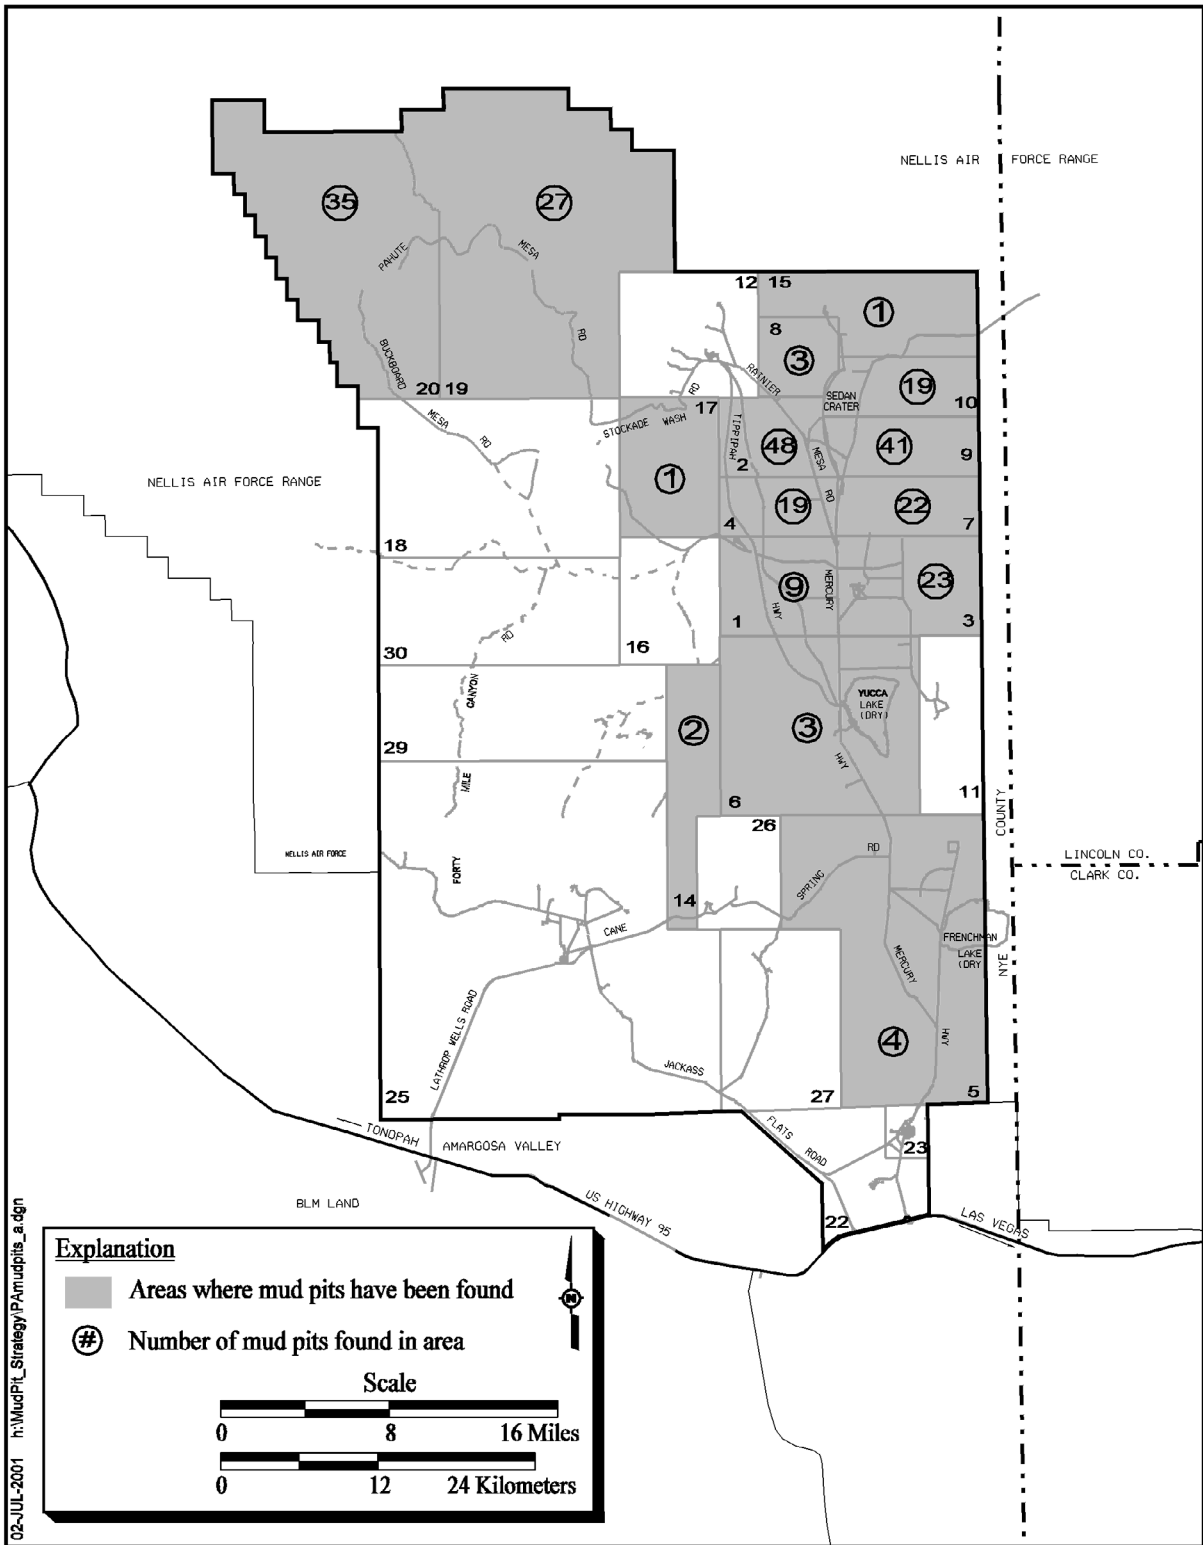 NELLIS AIR FORCE RANGE
35
27
PAHUTE
MESA
RD
12
15
1
8
3
BUCKBOARD
MESA
RD
20
19
RAINIER
MESA
RD
SEDAN
CRATER
19
10
17
STOCKADE WASH
RD
TIPPIPAH
HWY
2
48
41
9
1
NELLIS AIR FORCE RANGE
4
19
22
7
18
9
MERCURY
HWY
23
1
3
16
30
RD
CANYON
MILE
FORTY
YUCCA
LAKE
(DRY)
2
3
29
6
11
26
COUNTY
NYE
LINCOLN CO.
CLARK CO.
NELLIS AIR FORCE
RD
SPRING
CANE
14
FRENCHMAN
LAKE
(DRY
MERCURY
HWY
LATHROP WELLS ROAD
4
JACKASS
FLATS
ROAD
25
27
5
TONOPAH
AMARGOSA VALLEY
23
BLM LAND
US HIGHWAY 95
22
LAS VEGAS
Explanation
Areas where mud pits have been found
N
# Number of mud pits found in area
Scale
0 8 16 Miles
0 12 24 Kilometers
02-JUL-2001 h:\MudPit_Strategy\PAmudpits_a.dgn